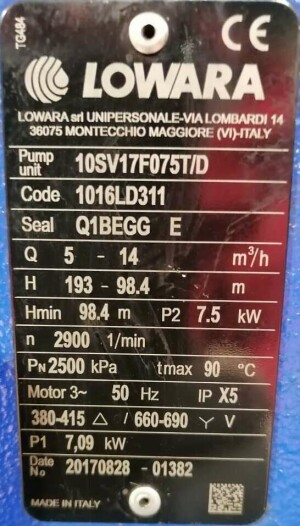 TG484
CE
LOWARA
LOWARA srl UNIPERSONALE-VIA LOMBARDI 14
36075 MONTECCHIO MAGGIORE (VI)-ITALY
Pump unit 10SV17F075T/D
Code 1016LD311
Seal Q1BEGG E
Q 5 - 14 m³/h
H 193 - 98.4 m
Hmin 98.4 m P2 7.5 kW
n 2900 1/min
PN 2500 kPa tmax 90 °C
Motor 3~ 50 Hz IP X5
380-415 △ / 660-690 Y V
P1 7,09 kW
Date No 20170828 - 01382
MADE IN ITALY